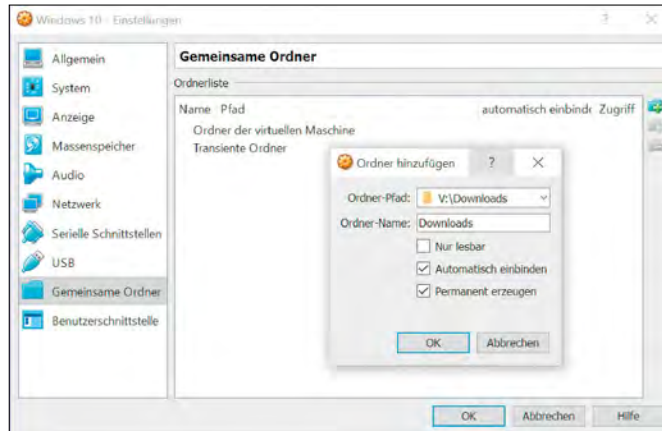 Windows 10 - Einstellungen
?
Allgemein
System
Anzeige
Massenspeicher
Audio
Netzwerk
Serielle Schnittstellen
USB
Gemeinsame Ordner
Benutzerschnittstelle
Gemeinsame Ordner
Ordnerliste
Name Pfad automatisch einbinde Zugriff
Ordner der virtuellen Maschine
Transiente Ordner
Ordner hinzufügen ?
Ordner-Pfad: V:\Downloads
Ordner-Name: Downloads
Nur lesbar
Automatisch einbinden
Permanent erzeugen
OK Abbrechen
OK Abbrechen Hilfe